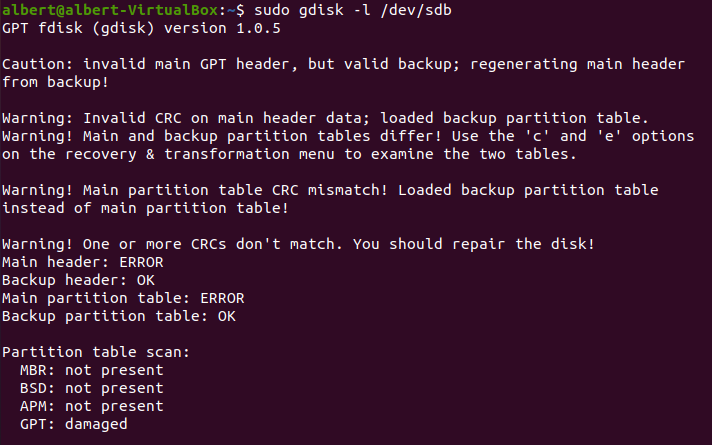 albert@albert-VirtualBox:~$ sudo gdisk -l /dev/sdb
GPT fdisk (gdisk) version 1.0.5
Caution: invalid main GPT header, but valid backup; regenerating main header
from backup!
Warning: Invalid CRC on main header data; loaded backup partition table.
Warning! Main and backup partition tables differ! Use the 'c' and 'e' options
on the recovery & transformation menu to examine the two tables.
Warning! Main partition table CRC mismatch! Loaded backup partition table
instead of main partition table!
Warning! One or more CRCs don't match. You should repair the disk!
Main header: ERROR
Backup header: OK
Main partition table: ERROR
Backup partition table: OK
Partition table scan:
  MBR: not present
  BSD: not present
  APM: not present
  GPT: damaged